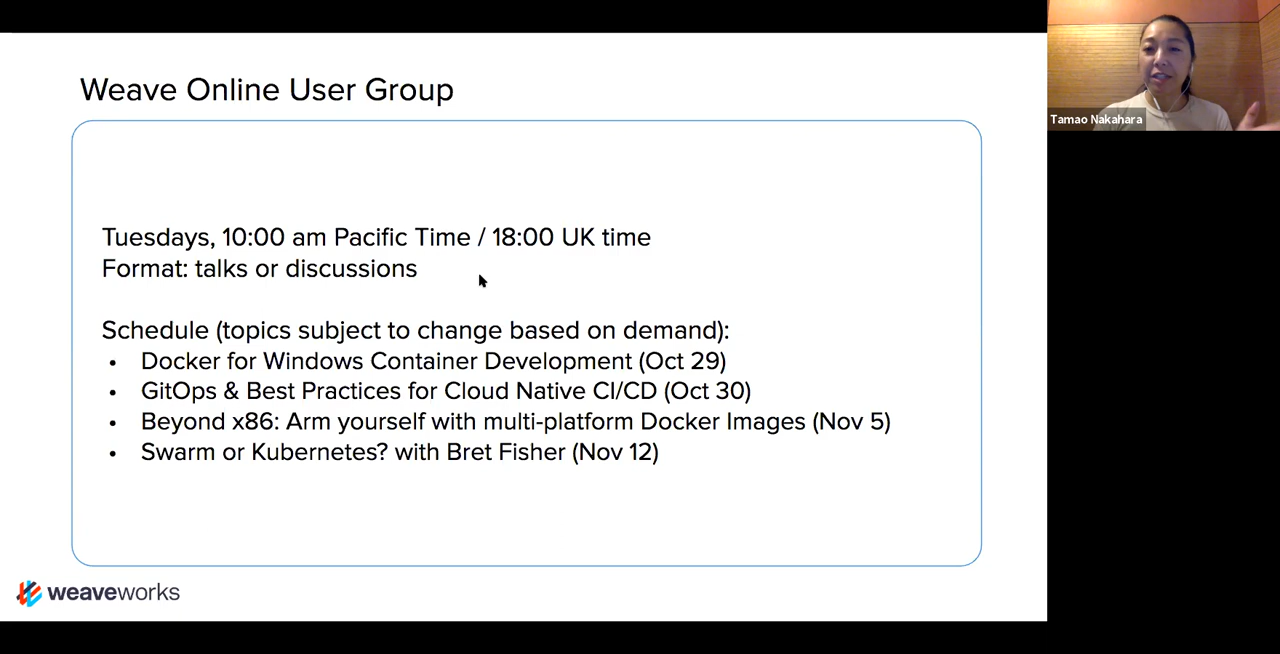 Weave Online User Group
Tuesdays, 10:00 am Pacific Time / 18:00 UK time
Format: talks or discussions
Schedule (topics subject to change based on demand):
• Docker for Windows Container Development (Oct 29)
• GitOps & Best Practices for Cloud Native CI/CD (Oct 30)
• Beyond x86: Arm yourself with multi-platform Docker Images (Nov 5)
• Swarm or Kubernetes? with Bret Fisher (Nov 12)
weaveworks
Tamao Nakahara